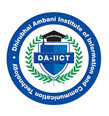 Dhirubhai Ambani Institute of Information and Communication Technology
DA-IICT